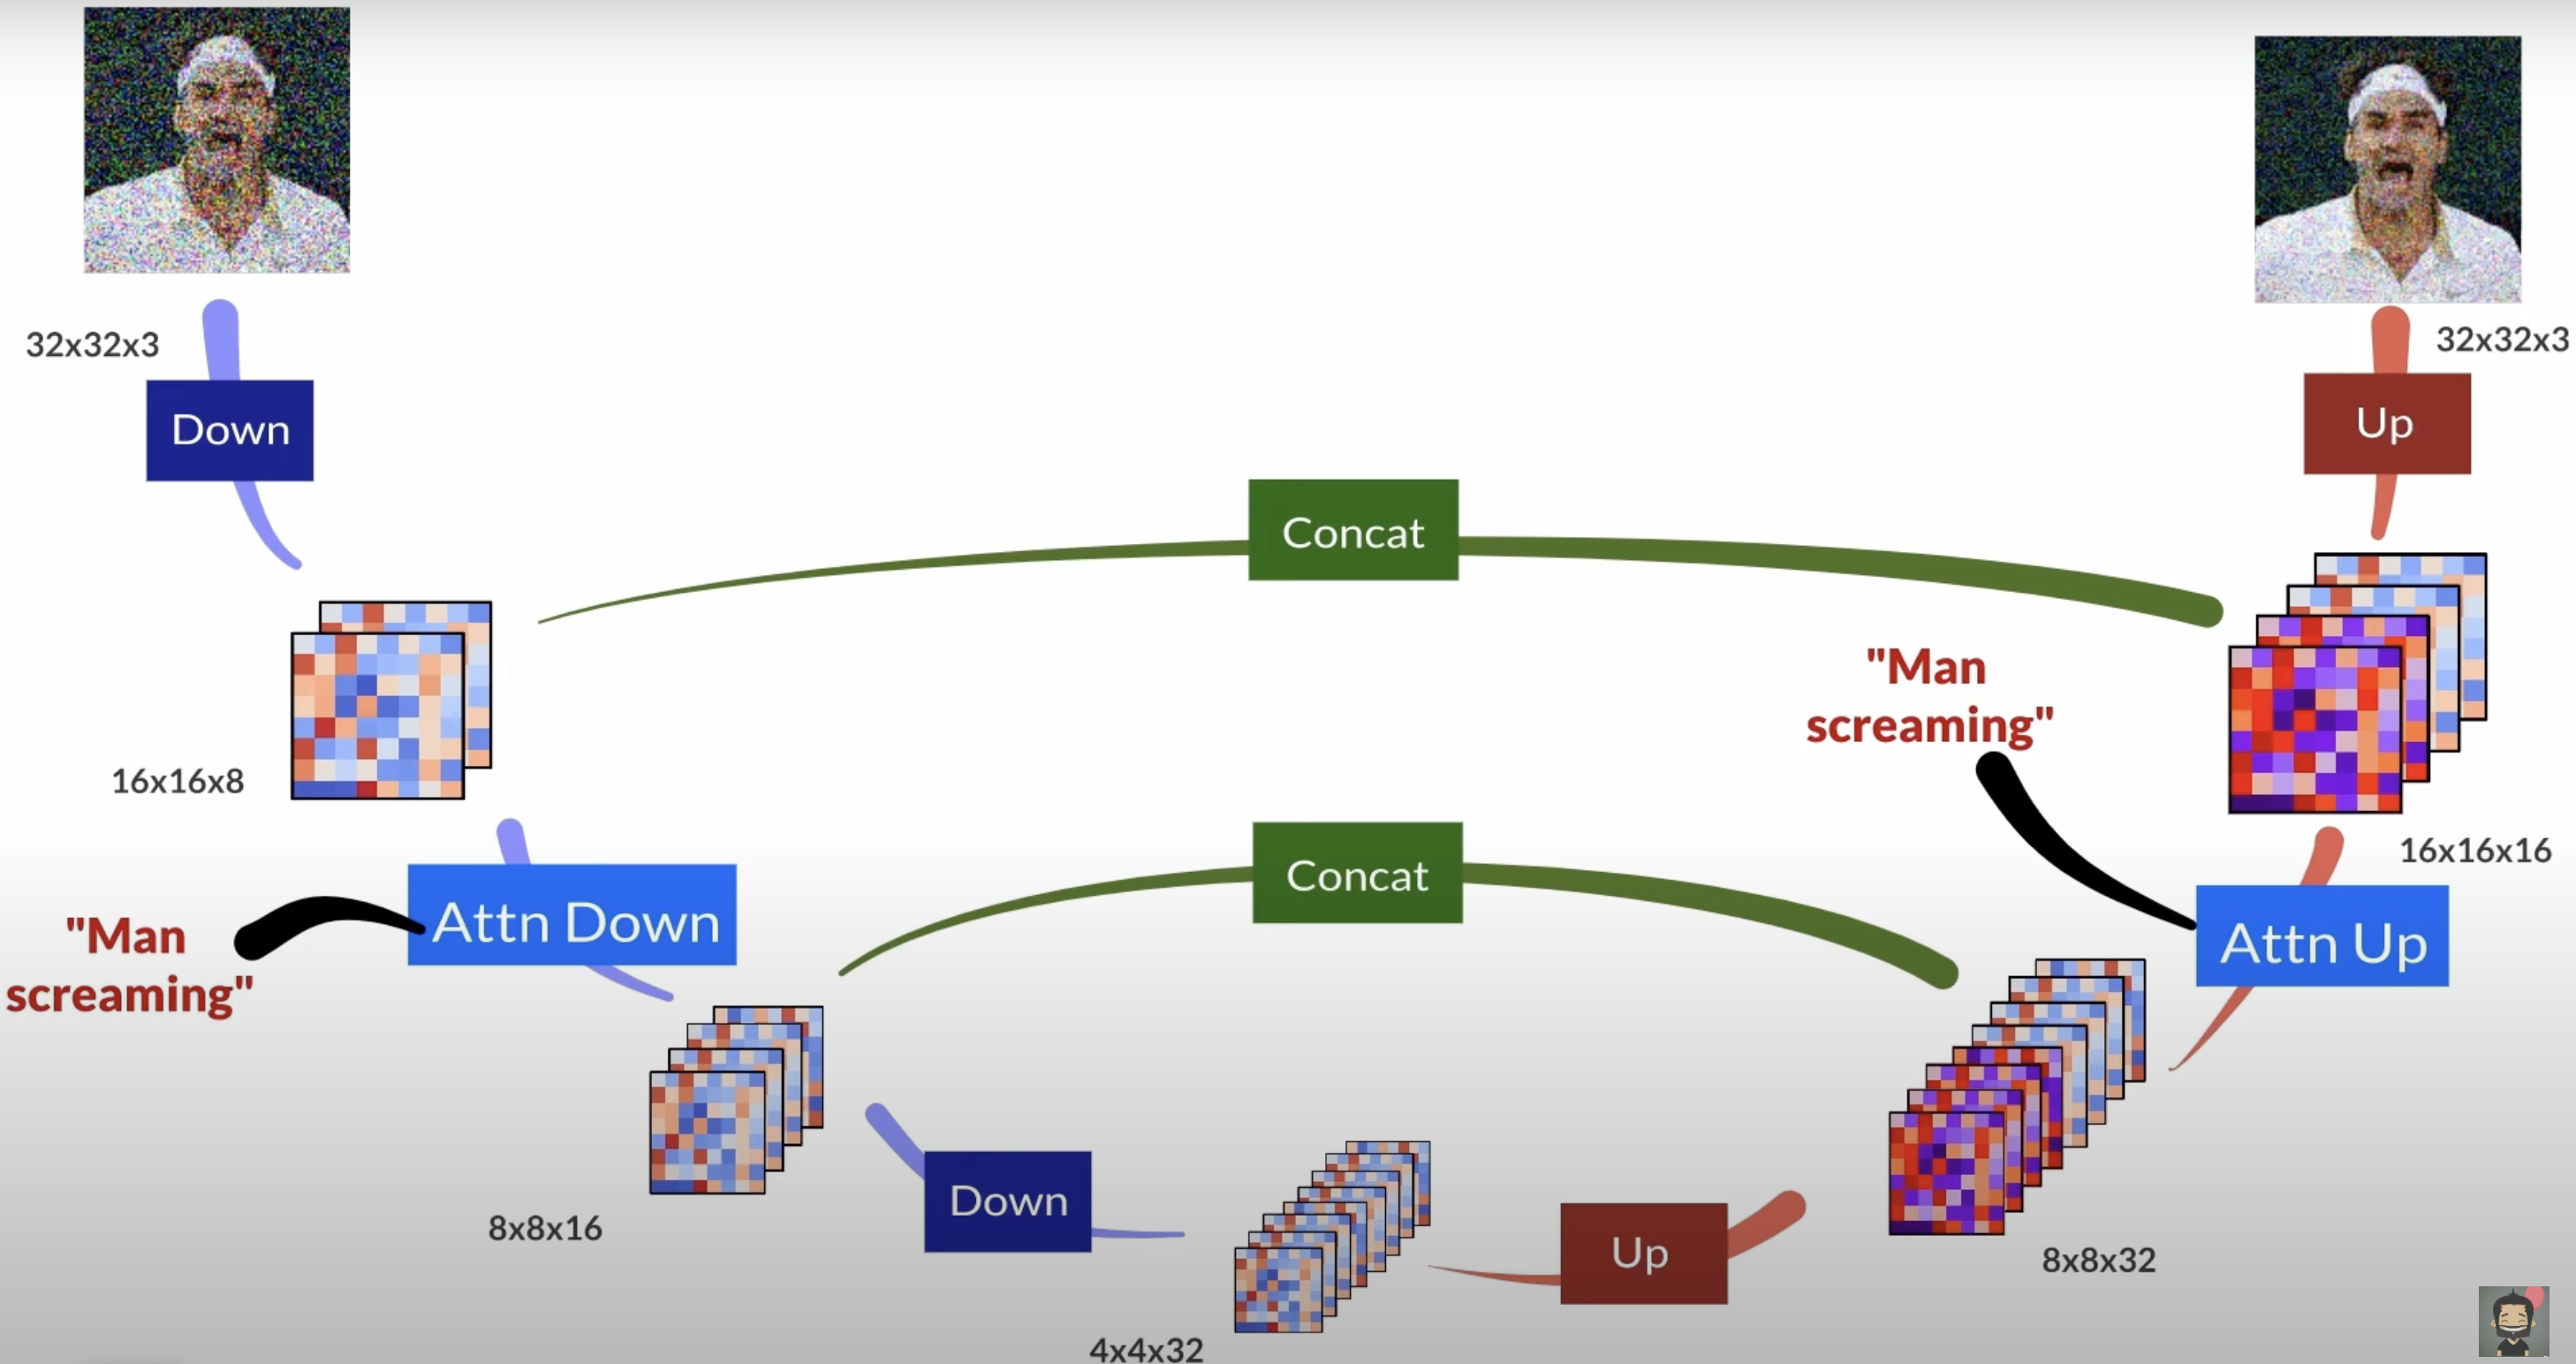 32x32x3
32x32x3
Down
Up
Concat
"Man
screaming"
16x16x8
16x16x16
Concat
"Man
screaming"
Attn Down
Attn Up
8x8x16
Down
Up
8x8x32
4x4x32